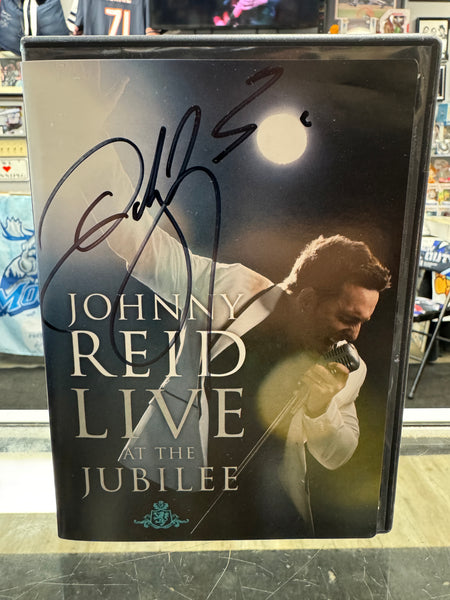 71
JOHNNY
REID
LIVE
AT THE
JUBILEE